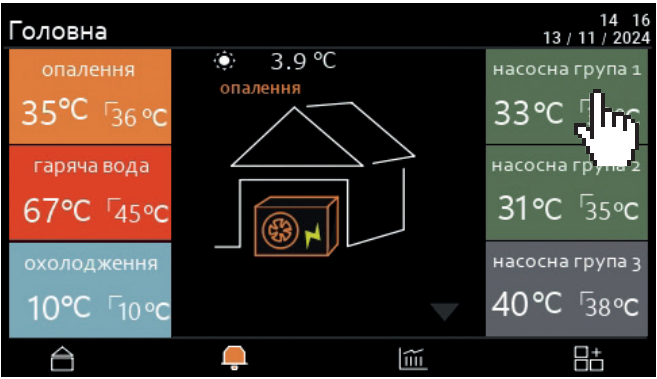 Головна
14 16
13 / 11 / 2024
опалення
35°C 36 °C
гаряча вода
67°C 45°C
охолодження
10°C 10°C
3.9 °C
опалення
насосна група 1
33°C
насосна група 2
31°C 35°C
насосна група 3
40°C 38°C